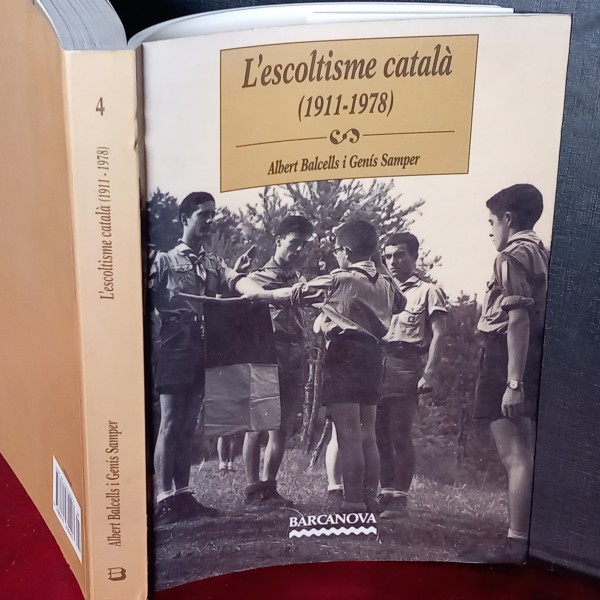 L'escoltisme català
(1911-1978)
Albert Balcells i Genís Samper
BARCANOVA
4
L'escoltisme català (1911-1978)
Albert Balcells i Genís Samper